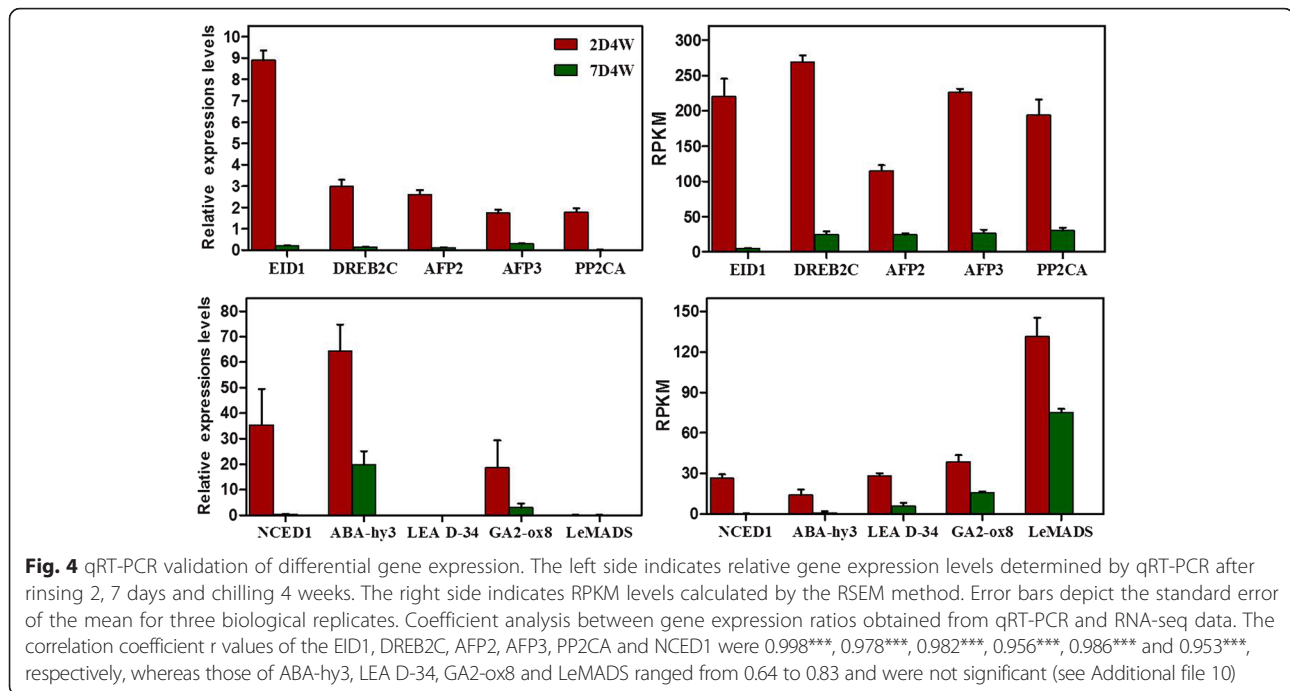 10
9
8
7
6
5
4
3
2
1
0
Relative expressions levels
2D4W
7D4W
EID1 DREB2C AFP2 AFP3 PP2CA
300
250
200
150
100
50
0
RPKM
EID1 DREB2C AFP2 AFP3 PP2CA
80
70
60
50
40
30
20
10
0
Relative expressions levels
NCED1 ABA-hy3 LEA D-34 GA2-ox8 LeMADS
150
120
90
60
30
0
RPKM
NCED1 ABA-hy3 LEA D-34 GA2-ox8 LeMADS
Fig. 4 qRT-PCR validation of differential gene expression. The left side indicates relative gene expression levels determined by qRT-PCR after
rinsing 2, 7 days and chilling 4 weeks. The right side indicates RPKM levels calculated by the RSEM method. Error bars depict the standard error
of the mean for three biological replicates. Coefficient analysis between gene expression ratios obtained from qRT-PCR and RNA-seq data. The
correlation coefficient r values of the EID1, DREB2C, AFP2, AFP3, PP2CA and NCED1 were 0.998***, 0.978***, 0.982***, 0.956***, 0.986*** and 0.953***,
respectively, whereas those of ABA-hy3, LEA D-34, GA2-ox8 and LeMADS ranged from 0.64 to 0.83 and were not significant (see Additional file 10)